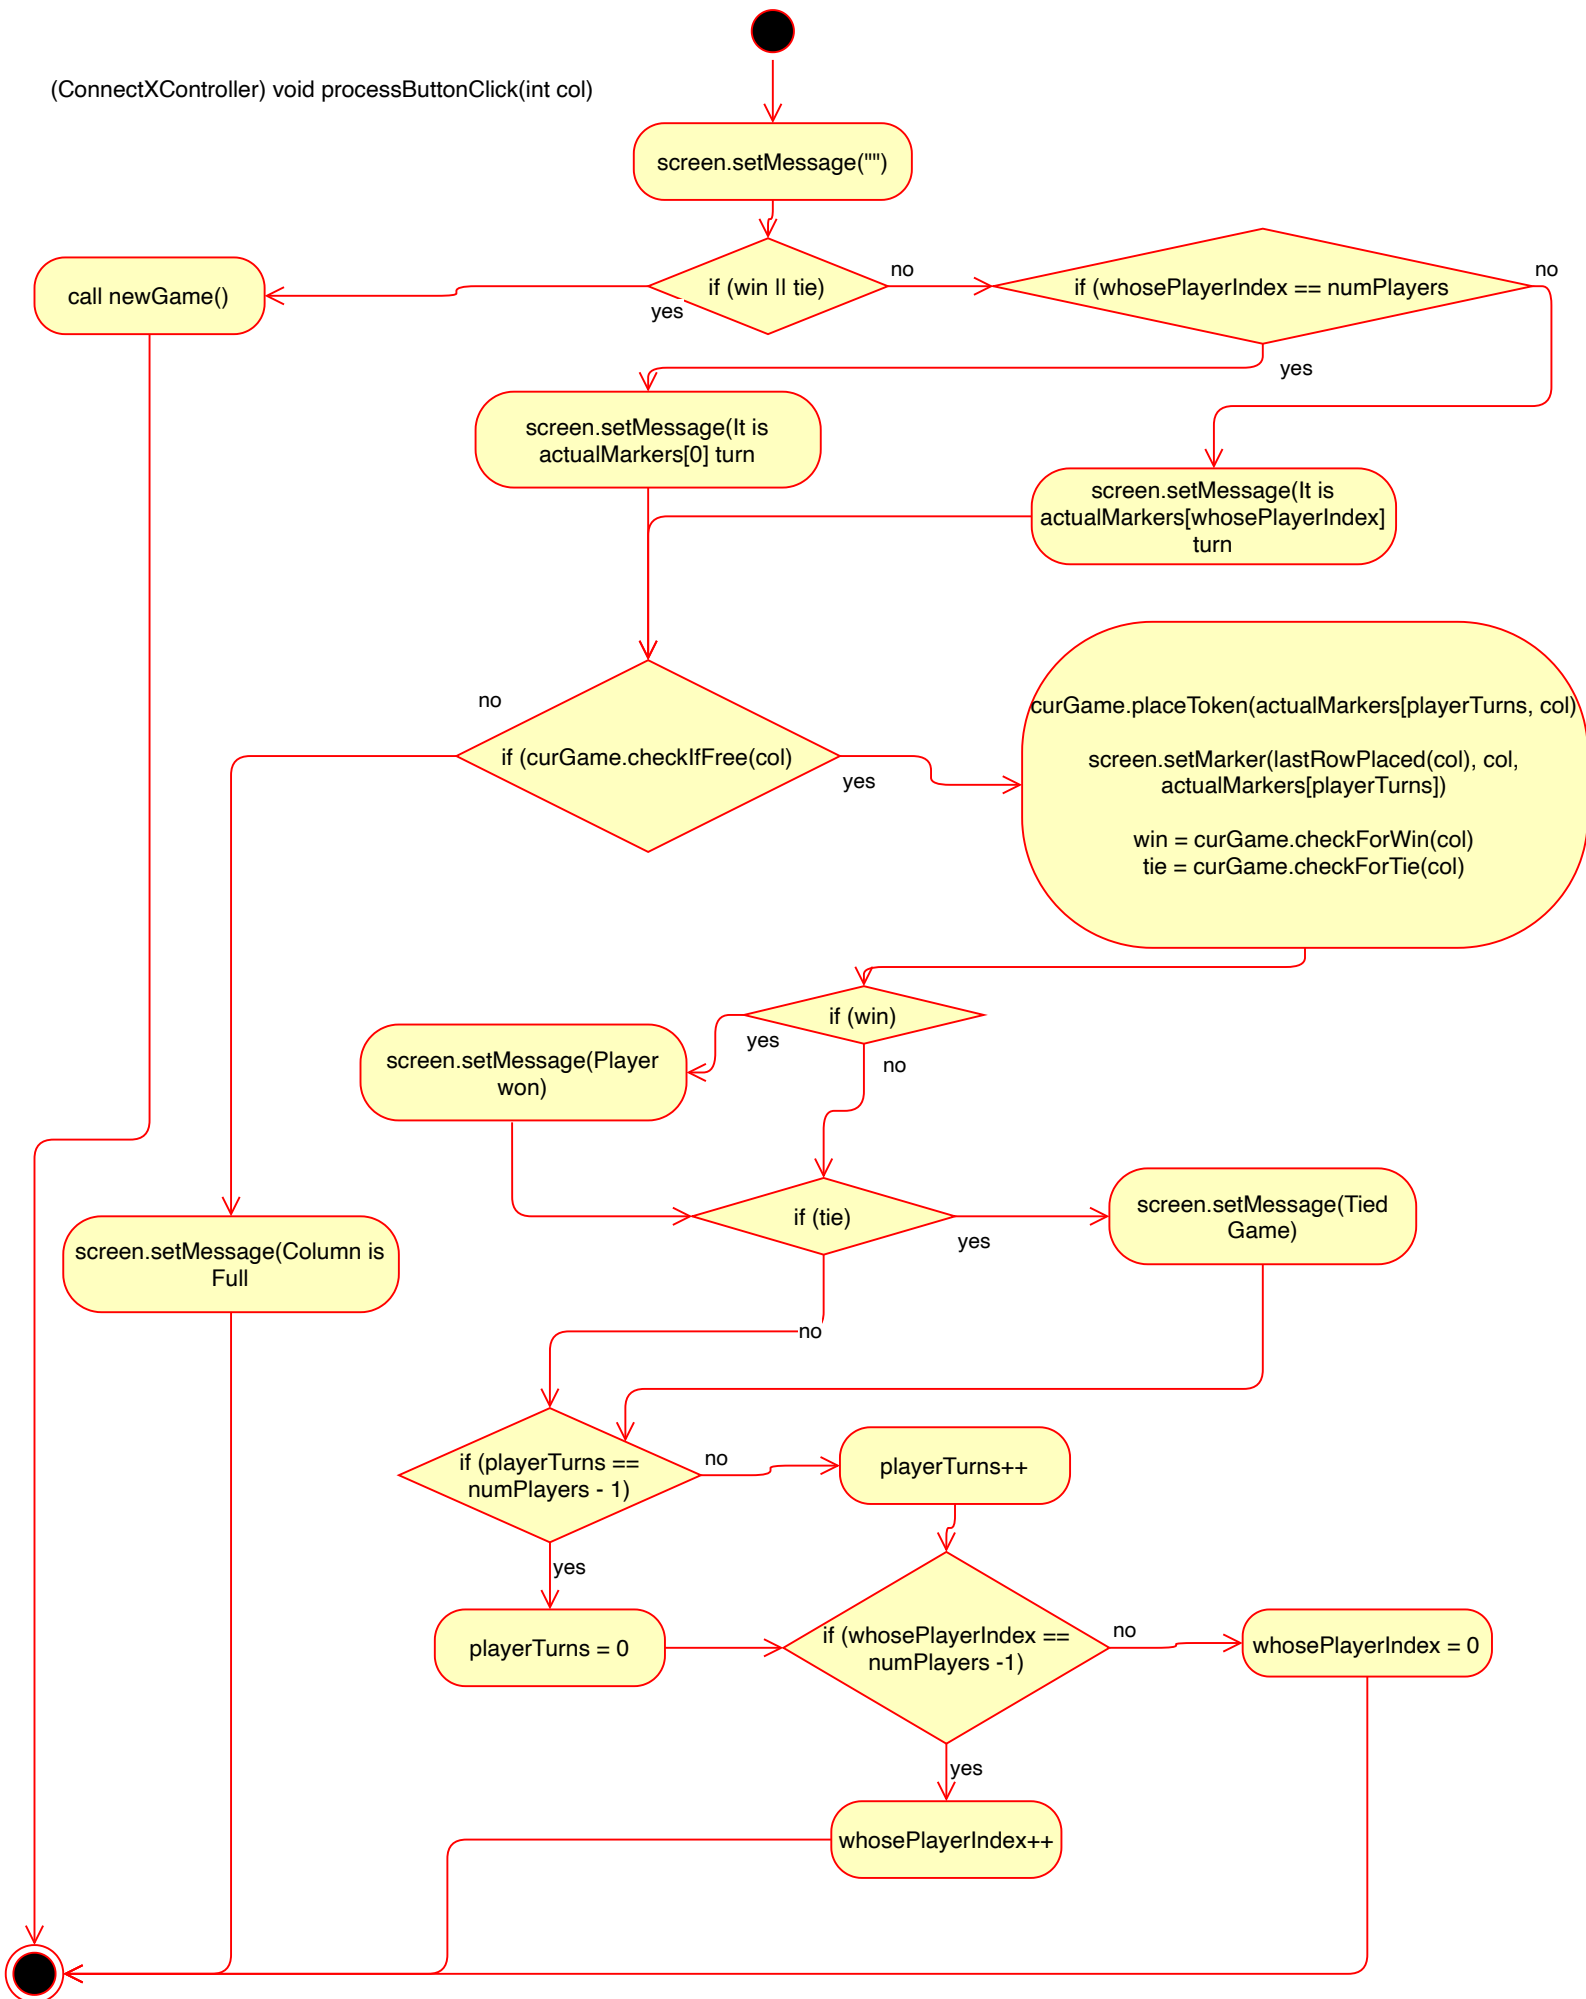 (ConnectXController) void processButtonClick(int col)
screen.setMessage("")
call newGame()
if (win || tie)
yes
no
if (whosePlayerIndex == numPlayers
no
yes
screen.setMessage(It is
actualMarkers[0] turn
screen.setMessage(It is
actualMarkers[whosePlayerIndex]
turn
no
if (curGame.checkIfFree(col)
yes
curGame.placeToken(actualMarkers[playerTurns, col)
screen.setMarker(lastRowPlaced(col), col,
actualMarkers[playerTurns])
win = curGame.checkForWin(col)
tie = curGame.checkForTie(col)
if (win)
yes
no
screen.setMessage(Player
won)
if (tie)
yes
screen.setMessage(Tied
Game)
screen.setMessage(Column is
Full
no
if (playerTurns ==
numPlayers - 1)
no
playerTurns++
yes
playerTurns = 0
if (whosePlayerIndex ==
numPlayers -1)
no
whosePlayerIndex = 0
yes
whosePlayerIndex++